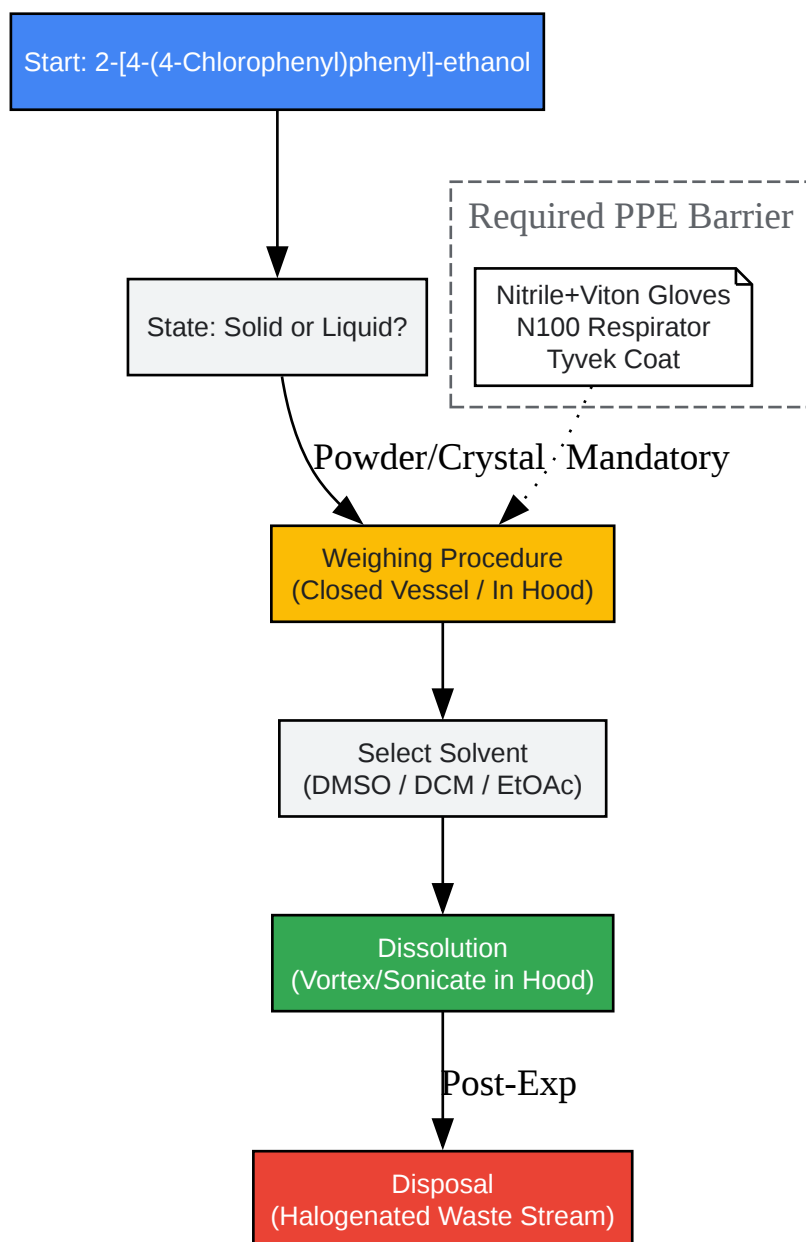 Start: 2-[4-(4-Chlorophenyl)phenyl]-ethanol
Required PPE Barrier
State: Solid or Liquid?
Nitrile+Viton Gloves
N100 Respirator
Tyvek Coat
Powder/Crystal
Mandatory
Weighing Procedure
(Closed Vessel / In Hood)
Select Solvent
(DMSO / DCM / EtOAc)
Dissolution
(Vortex/Sonicate in Hood)
Post-Exp
Disposal
(Halogenated Waste Stream)